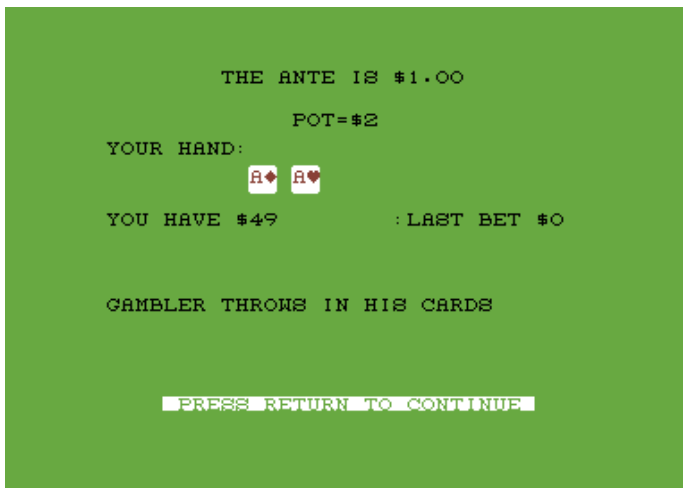 THE ANTE IS $1.00
POT=$2
YOUR HAND:
A♦ A♥
YOU HAVE $49 :LAST BET $0
GAMBLER THROWS IN HIS CARDS
PRESS RETURN TO CONTINUE